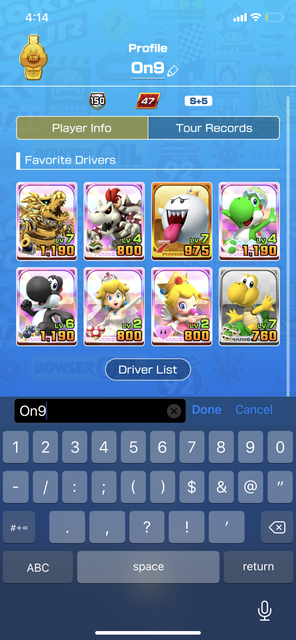 4:14
Profile
On9
150
47
S+5
Player Info
Tour Records
Favorite Drivers
LV 7
1,190
LV 4
800
LV 7
975
LV 4
1,190
LV 6
1,190
LV 2
800
LV 2
800
LV 7
760
Driver List
On9
Done
Cancel
1 2 3 4 5 6 7 8 9 0
- / : ; ( ) $ & @ "
#+= . , ? ! '
ABC space return